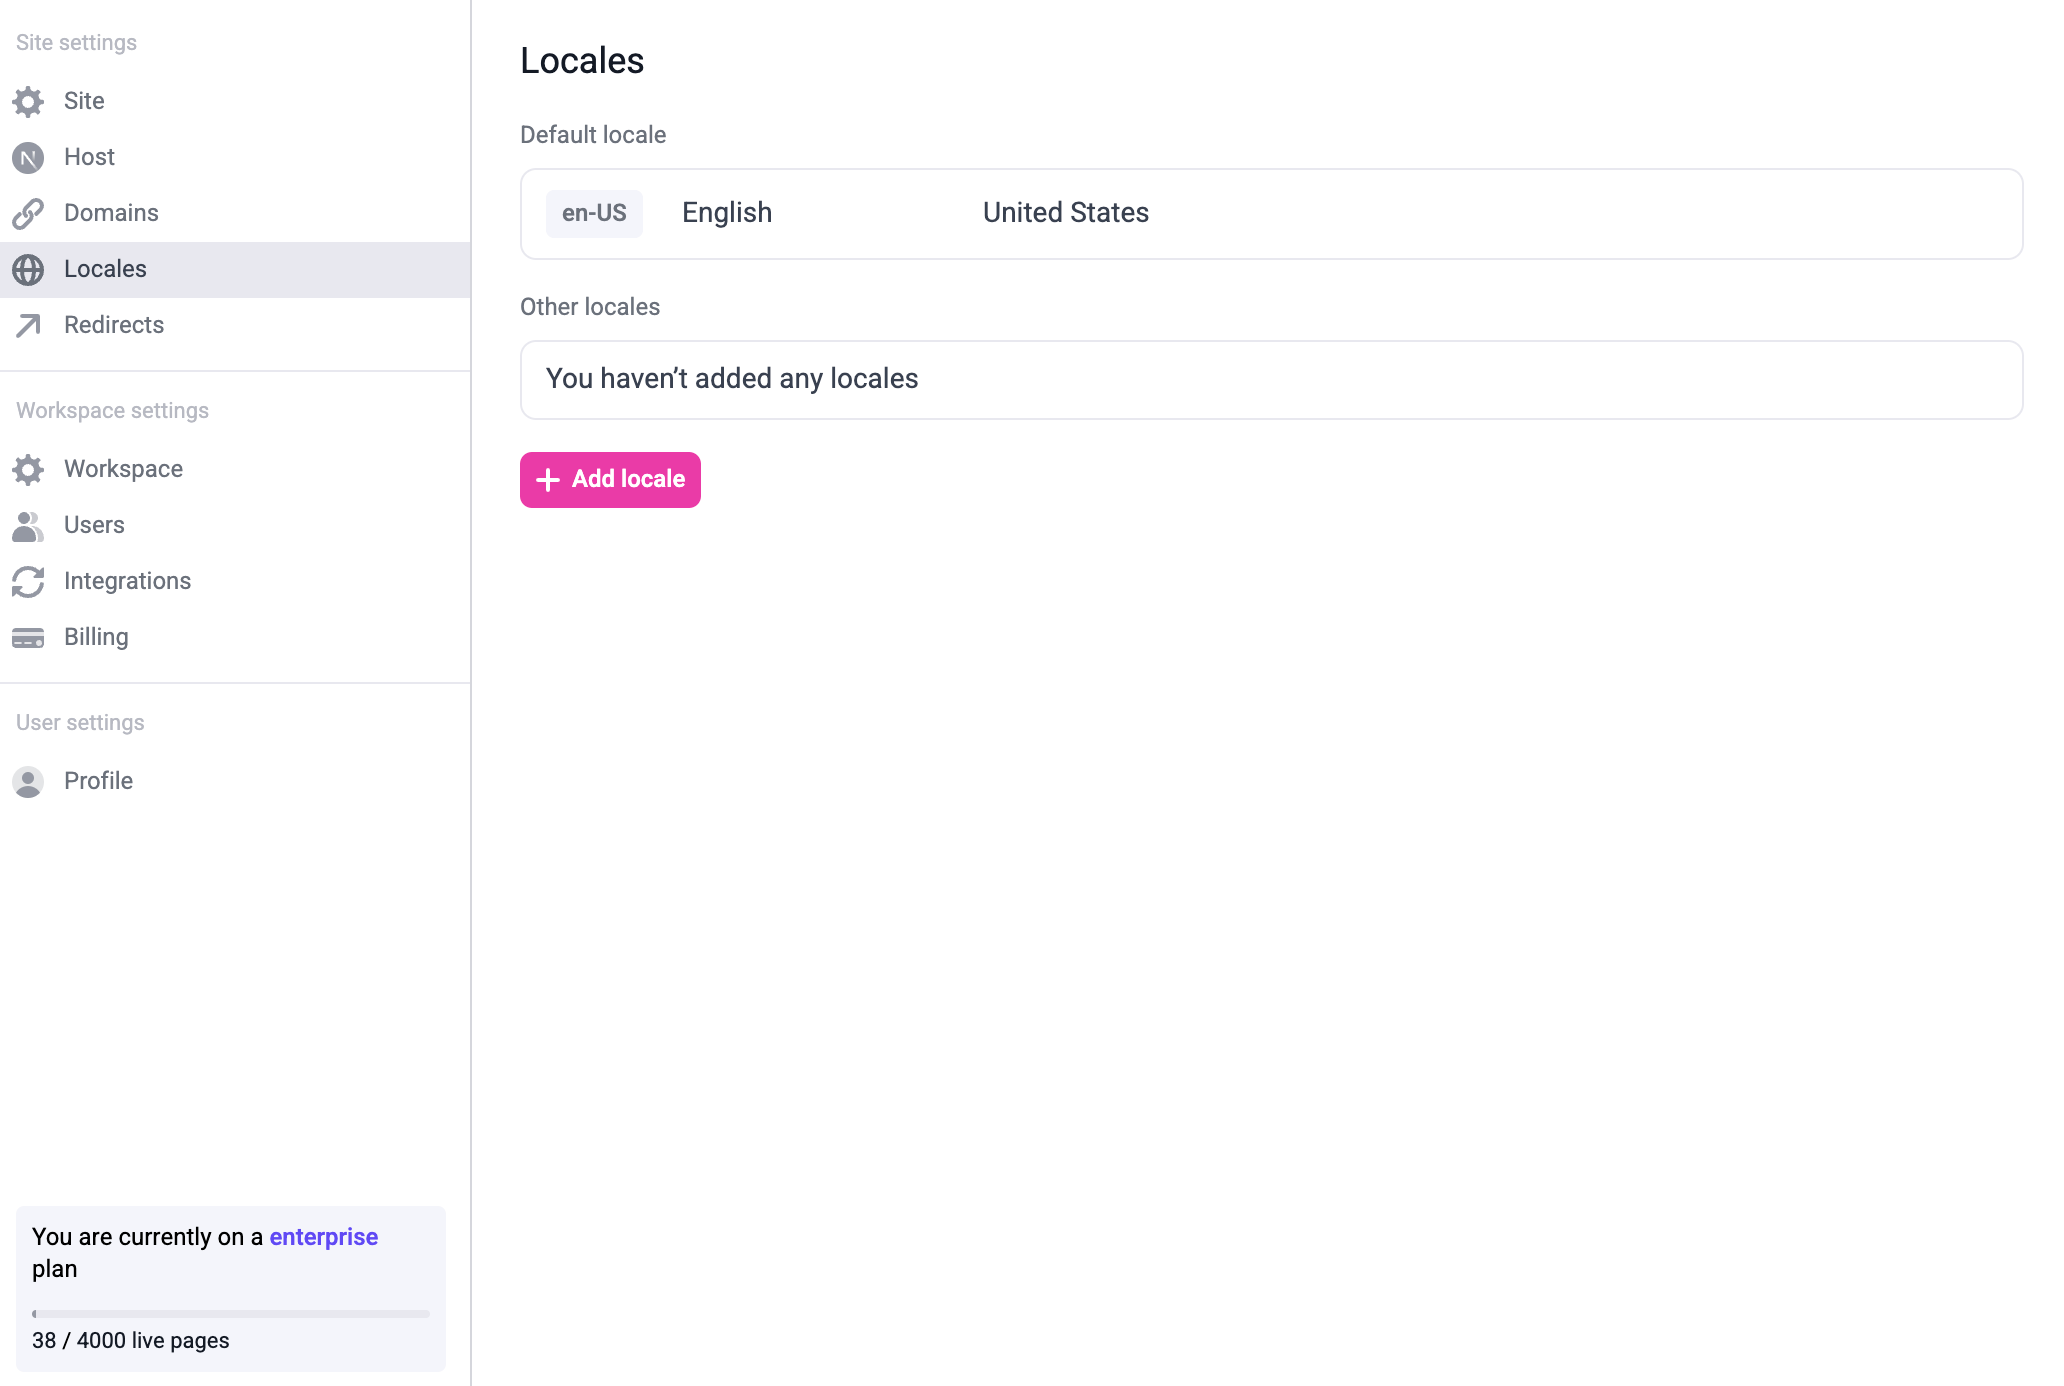 Site settings
Site
Host
Domains
Locales
Redirects
Workspace settings
Workspace
Users
Integrations
Billing
User settings
Profile
You are currently on a enterprise
plan
38 / 4000 live pages
Locales
Default locale
en-US English United States
Other locales
You haven’t added any locales
Add locale